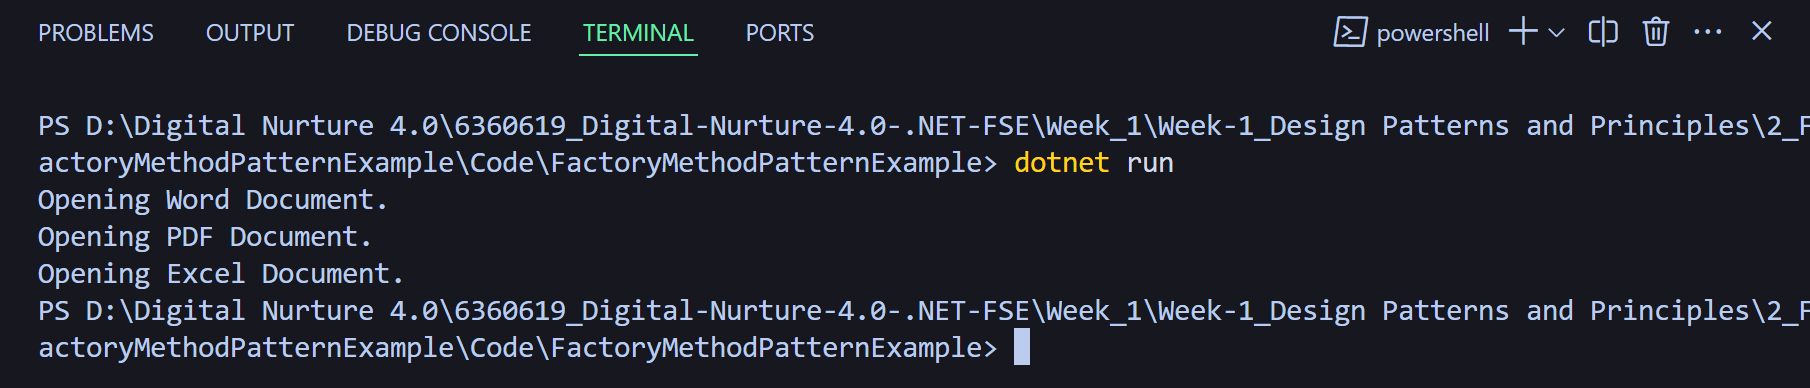 PROBLEMS OUTPUT DEBUG CONSOLE TERMINAL PORTS powershell
PS D:\Digital Nurture 4.0\6360619_Digital-Nurture-4.0-.NET-FSE\Week_1\Week-1_Design Patterns and Principles\2_F
actoryMethodPatternExample\Code\FactoryMethodPatternExample> dotnet run
Opening Word Document.
Opening PDF Document.
Opening Excel Document.
PS D:\Digital Nurture 4.0\6360619_Digital-Nurture-4.0-.NET-FSE\Week_1\Week-1_Design Patterns and Principles\2_F
actoryMethodPatternExample\Code\FactoryMethodPatternExample>